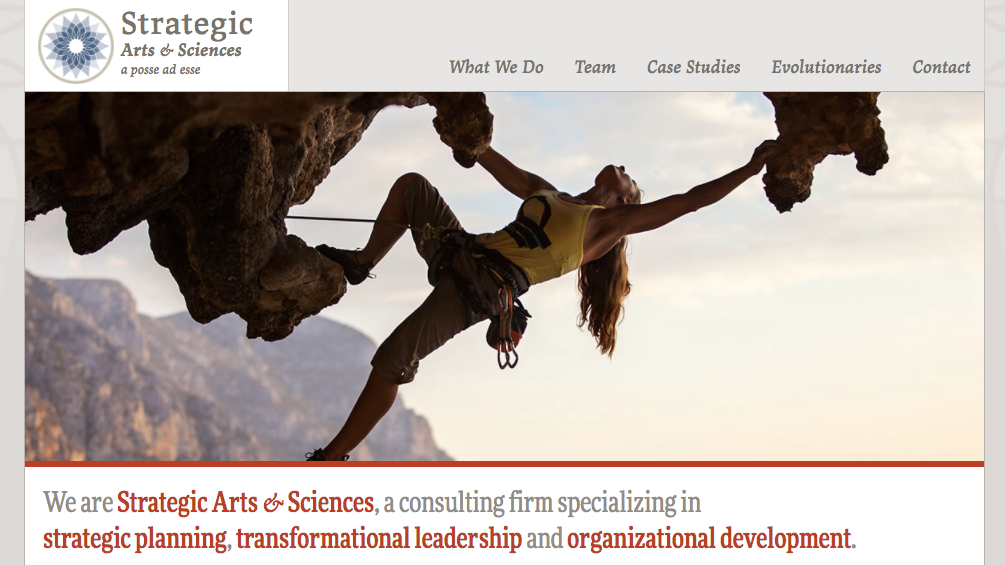 Strategic
Arts & Sciences
a posse ad esse
What We Do Team Case Studies Evolutionaries Contact
We are Strategic Arts & Sciences, a consulting firm specializing in
strategic planning, transformational leadership and organizational development.